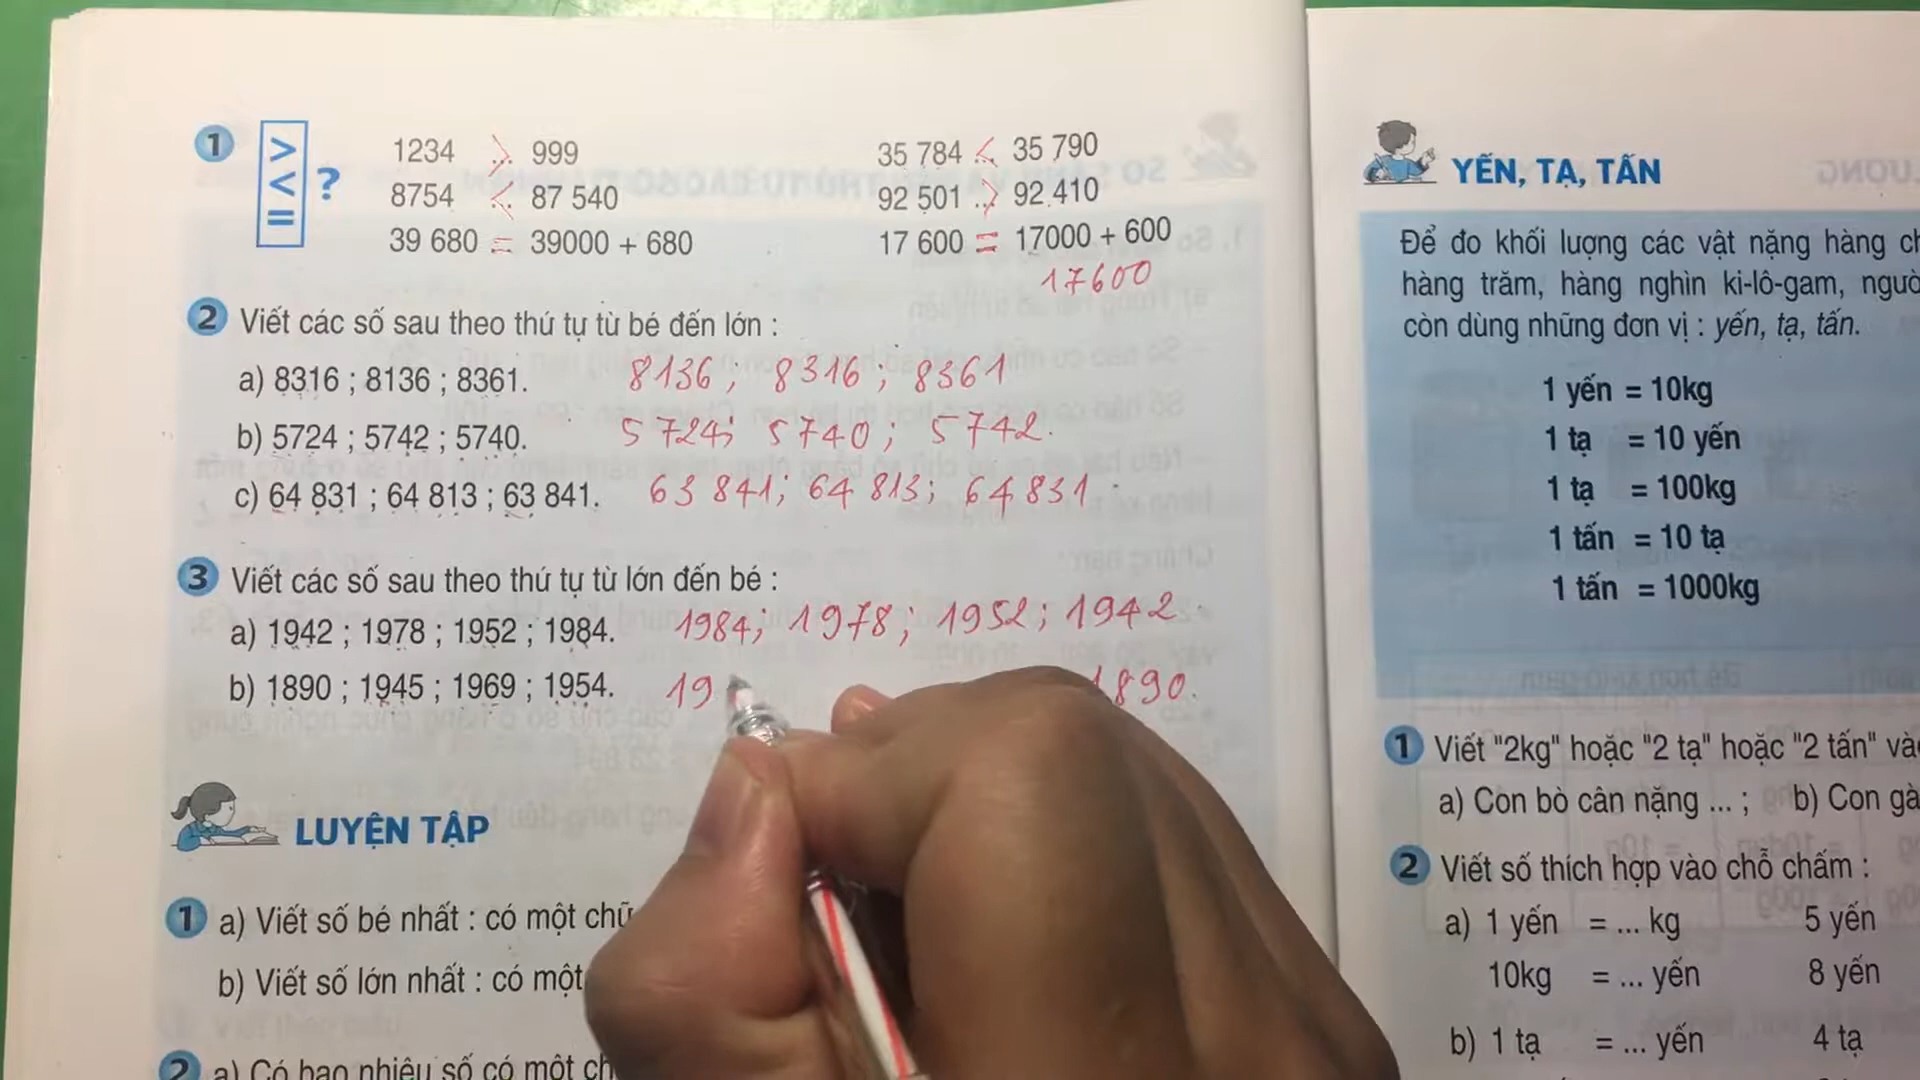 1 > < = ? 1234 > 999 35 784 < 35 790
8754 < 87 540 92 501 > 92 410
39 680 = 39000 + 680 17 600 = 17000 + 600
17600
2 Viết các số sau theo thứ tự từ bé đến lớn :
a) 8316 ; 8136 ; 8361. 8136 ; 8316 ; 8361
b) 5724 ; 5742 ; 5740. 5724; 5740 ; 5742.
c) 64 831 ; 64 813 ; 63 841. 63 841; 64 813; 64 831.
3 Viết các số sau theo thứ tự từ lớn đến bé :
a) 1942 ; 1978 ; 1952 ; 1984. 1984; 1978; 1952; 1942.
b) 1890 ; 1945 ; 1969 ; 1954. 19 1890.
LUYỆN TẬP
1 a) Viết số bé nhất : có một chữ
b) Viết số lớn nhất : có một
2 a) Có bao nhiêu số có một ch
YẾN, TẠ, TẤN
Để đo khối lượng các vật nặng hàng ch
hàng trăm, hàng nghìn ki-lô-gam, ngườ
còn dùng những đơn vị : yến, tạ, tấn.
1 yến = 10kg
1 tạ = 10 yến
1 tạ = 100kg
1 tấn = 10 tạ
1 tấn = 1000kg
1 Viết "2kg" hoặc "2 tạ" hoặc "2 tấn" và
a) Con bò cân nặng ... ; b) Con gà
2 Viết số thích hợp vào chỗ chấm :
a) 1 yến = ... kg 5 yến
10kg = ... yến 8 yến
b) 1 tạ = ... yến 4 tạ